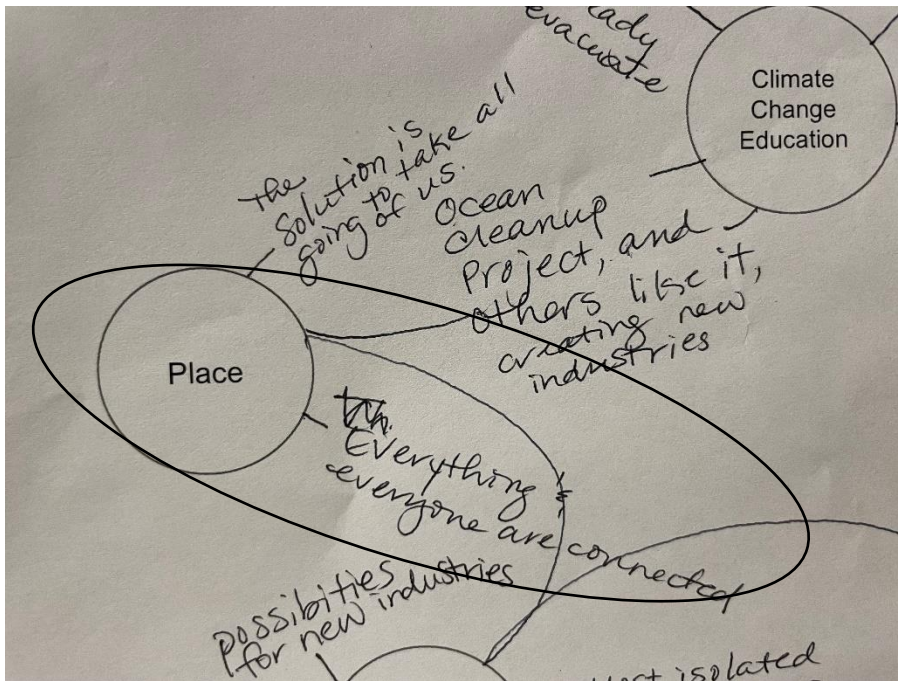 eady
evacuate
Climate
Change
Education
The
solution is
going to take all
of us.
Ocean
cleanup
Project, and
others like it,
creating new
industries
Place
Everything &
everyone are connected
possibities
for new industries
isolated